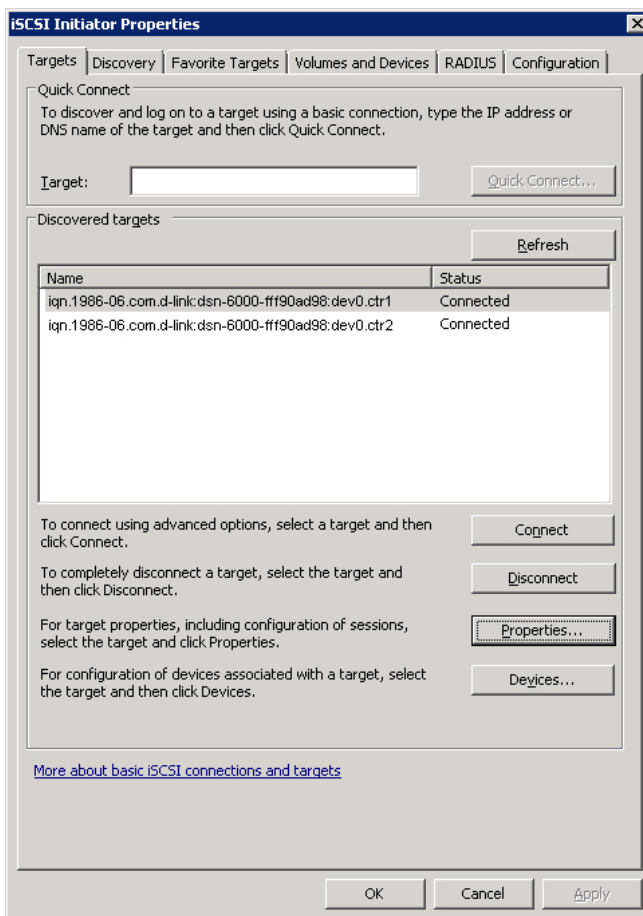 iSCSI Initiator Properties
Targets Discovery Favorite Targets Volumes and Devices RADIUS Configuration
Quick Connect
To discover and log on to a target using a basic connection, type the IP address or
DNS name of the target and then click Quick Connect.
Target: Quick Connect...
Discovered targets
Refresh
Name Status
iqn.1986-06.com.d-link:dsn-6000-fff90ad98:dev0.ctr1 Connected
iqn.1986-06.com.d-link:dsn-6000-fff90ad98:dev0.ctr2 Connected
To connect using advanced options, select a target and then
click Connect.
Connect
To completely disconnect a target, select the target and
then click Disconnect.
Disconnect
For target properties, including configuration of sessions,
select the target and click Properties.
Properties...
For configuration of devices associated with a target, select
the target and then click Devices.
Devices...
More about basic iSCSI connections and targets
OK Cancel Apply